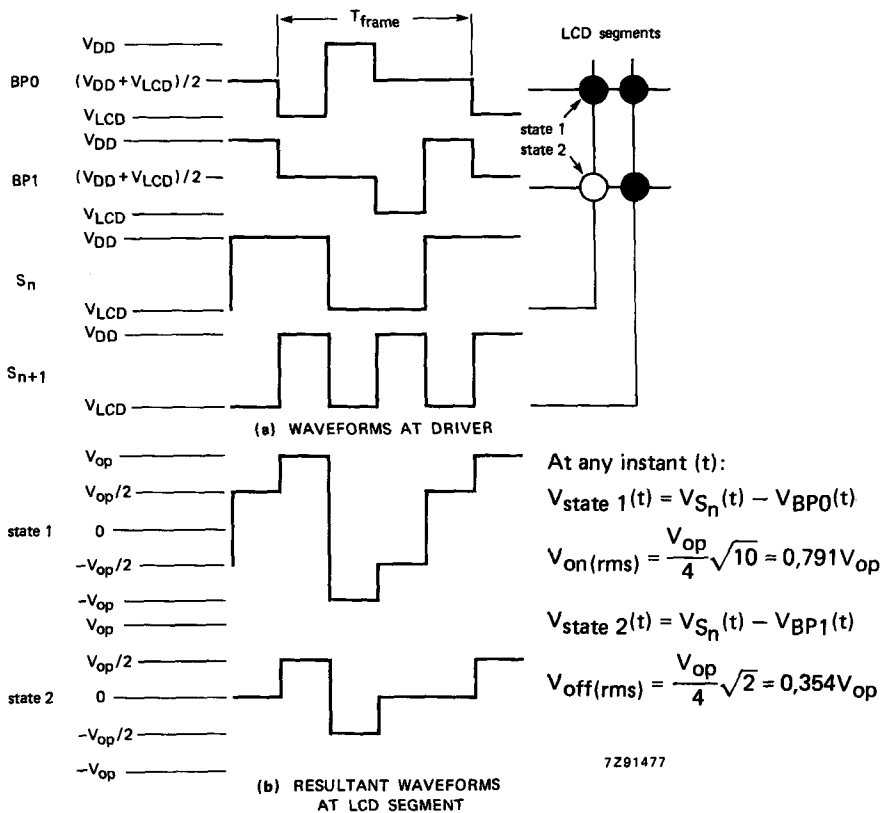 T_frame
LCD segments
BP0
V_DD
(V_DD + V_LCD)/2
V_LCD
state 1
state 2
BP1
V_DD
(V_DD + V_LCD)/2
V_LCD
S_n
V_DD
V_LCD
S_n+1
V_DD
V_LCD
(a) WAVEFORMS AT DRIVER
state 1
V_op
V_op/2
0
-V_op/2
-V_op
state 2
V_op
V_op/2
0
-V_op/2
-V_op
(b) RESULTANT WAVEFORMS
AT LCD SEGMENT
At any instant (t):
V_state 1(t) = V_Sn(t) – V_BP0(t)
V_on(rms) = V_op/4 √10 = 0,791V_op
V_state 2(t) = V_Sn(t) – V_BP1(t)
V_off(rms) = V_op/4 √2 = 0,354V_op
7Z91477